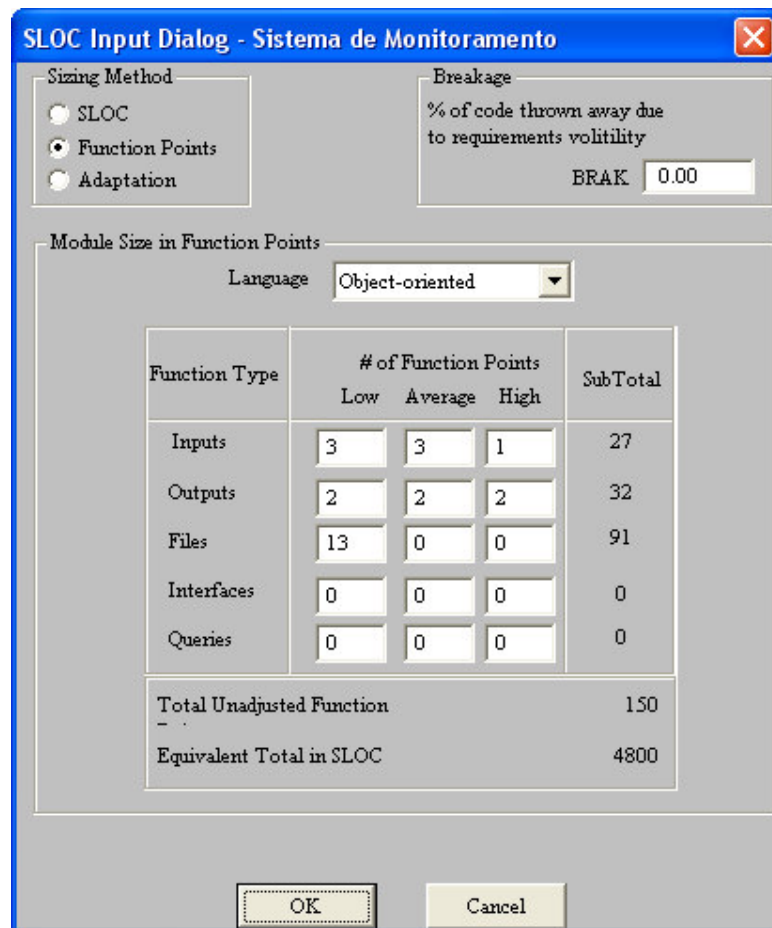 SLOC Input Dialog - Sistema de Monitoramento
Sizing Method
SLOC
Function Points
Adaptation
Breakage
% of code thrown away due
to requirements volitility
BRAK 0.00
Module Size in Function Points
Language Object-oriented
Function Type
# of Function Points
Low Average High
SubTotal
Inputs 3 3 1 27
Outputs 2 2 2 32
Files 13 0 0 91
Interfaces 0 0 0 0
Queries 0 0 0 0
Total Unadjusted Function 150
Equivalent Total in SLOC 4800
OK Cancel